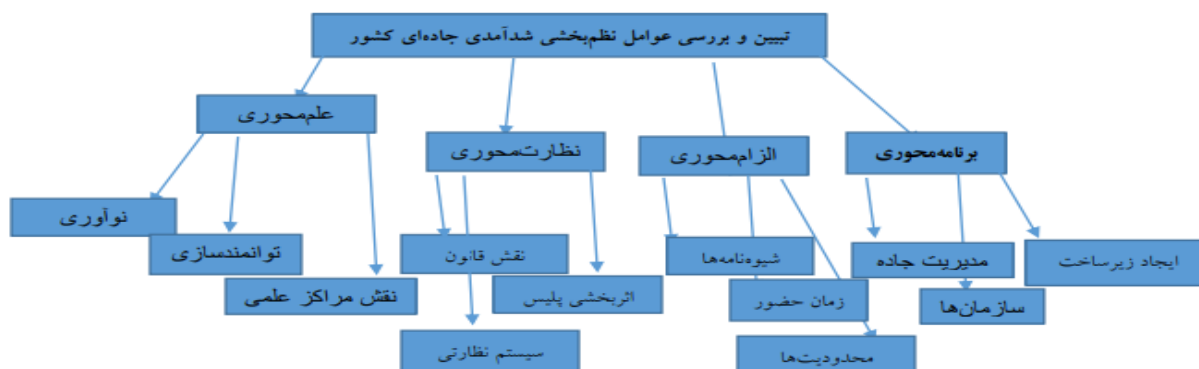 تبیین و بررسی عوامل نظم‌بخشی شدآمدی جاده‌ای کشور
برنامه‌محوری
الزام‌محوری
نظارت‌محوری
علم‌محوری
ایجاد زیرساخت
مدیریت جاده
سازمان‌ها
شیوه‌نامه‌ها
زمان حضور
محدودیت‌ها
نقش قانون
اثربخشی پلیس
سیستم نظارتی
نوآوری
توانمندسازی
نقش مراکز علمی